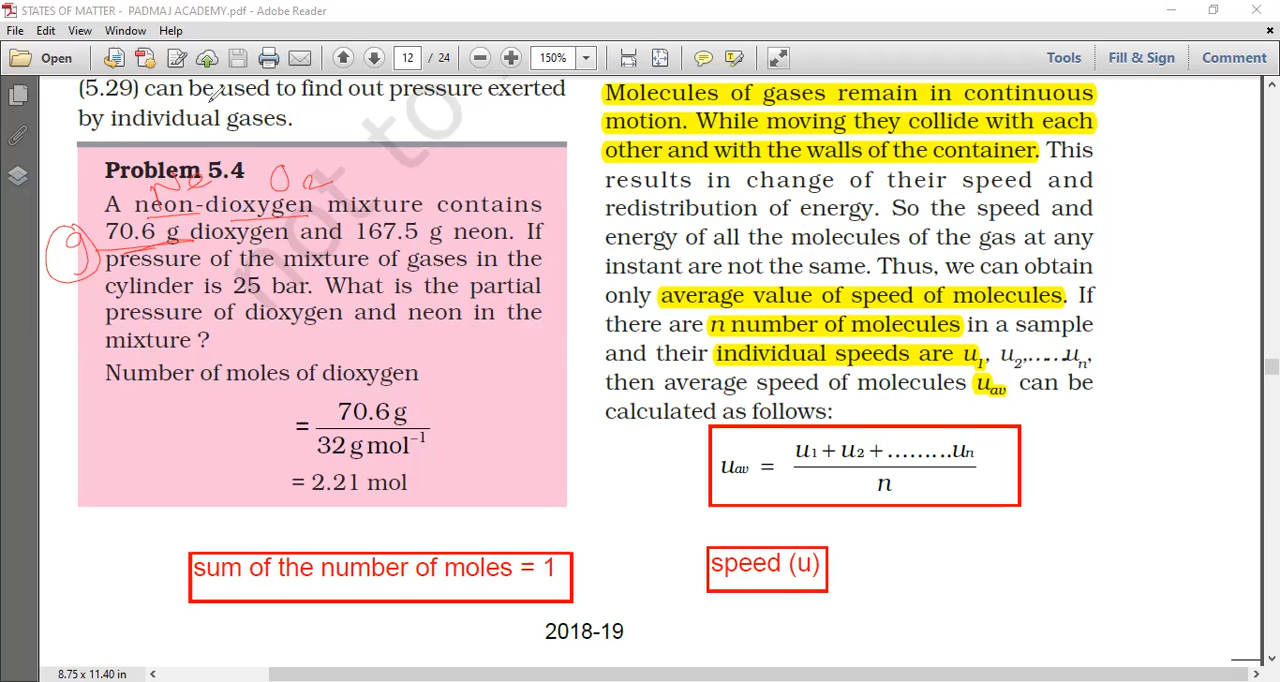 STATES OF MATTER - PADMAJ ACADEMY.pdf - Adobe Reader
File Edit View Window Help
Open 12 / 24 150% Tools Fill & Sign Comment
(5.29) can be used to find out pressure exerted
by individual gases.
Problem 5.4
Ne O2
A neon-dioxygen mixture contains
70.6 g dioxygen and 167.5 g neon. If
g
pressure of the mixture of gases in the
cylinder is 25 bar. What is the partial
pressure of dioxygen and neon in the
mixture ?
Number of moles of dioxygen
= 70.6 g / 32 g mol⁻¹
= 2.21 mol
sum of the number of moles = 1
not to
Molecules of gases remain in continuous
motion. While moving they collide with each
other and with the walls of the container. This
results in change of their speed and
redistribution of energy. So the speed and
energy of all the molecules of the gas at any
instant are not the same. Thus, we can obtain
only average value of speed of molecules. If
there are n number of molecules in a sample
and their individual speeds are u₁, u₂,…..uₙ,
then average speed of molecules u_av can be
calculated as follows:
u_av = u₁ + u₂ + ………uₙ / n
speed (u)
2018-19
8.75 x 11.40 in